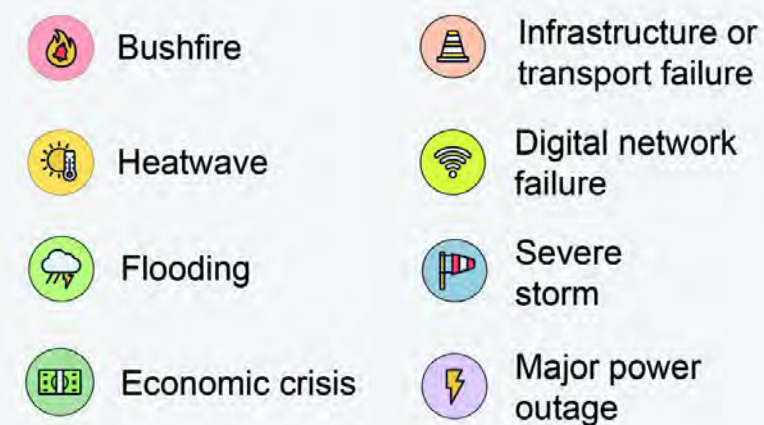 Bushfire
Heatwave
Flooding
Economic crisis
Infrastructure or
transport failure
Digital network
failure
Severe
storm
Major power
outage